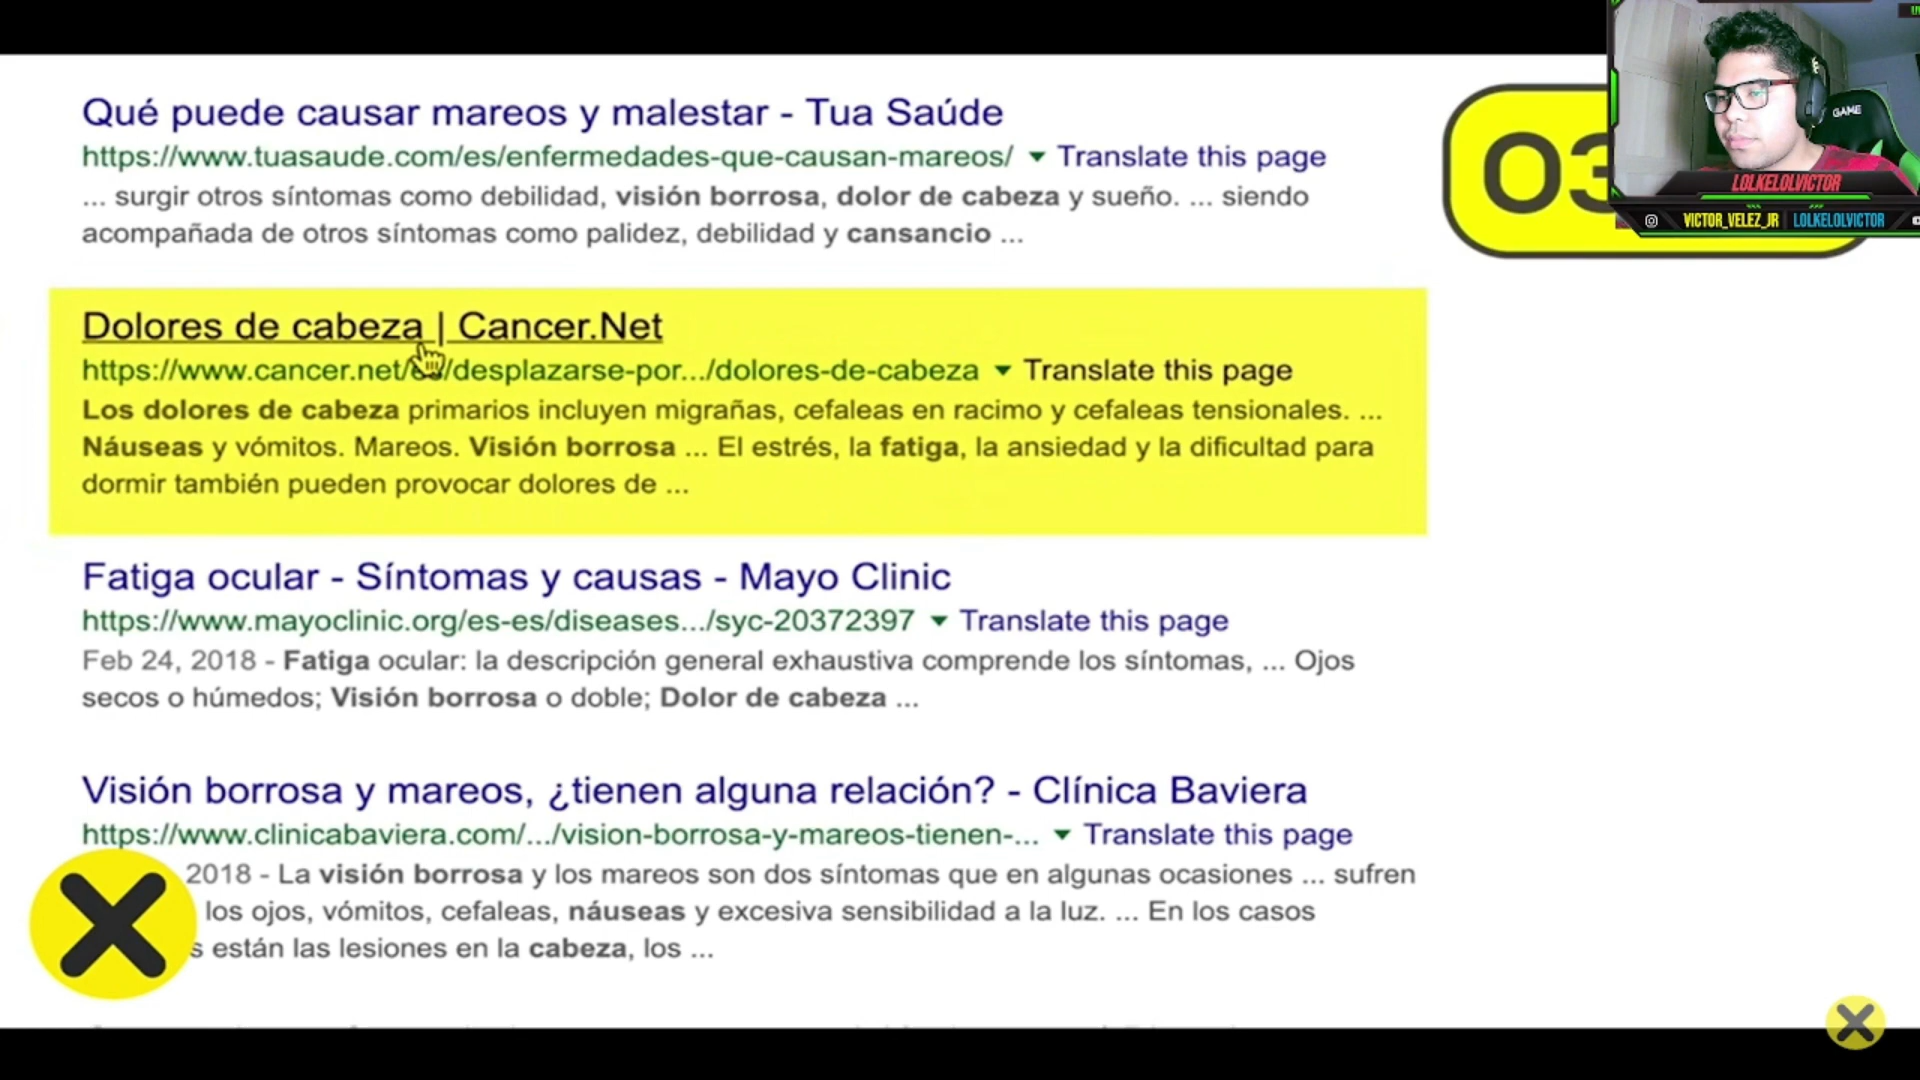 Qué puede causar mareos y malestar - Tua Saúde
https://www.tuasaude.com/es/enfermedades-que-causan-mareos/ ▼ Translate this page
... surgir otros síntomas como debilidad, visión borrosa, dolor de cabeza y sueño. ... siendo
acompañada de otros síntomas como palidez, debilidad y cansancio ...
03
GAME
LOLKELOLVICTOR
VICTOR_VELEZ_JR LOLKELOLVICTOR
Dolores de cabeza | Cancer.Net
https://www.cancer.net/es/desplazarse-por.../dolores-de-cabeza ▼ Translate this page
Los dolores de cabeza primarios incluyen migrañas, cefaleas en racimo y cefaleas tensionales. ...
Náuseas y vómitos. Mareos. Visión borrosa ... El estrés, la fatiga, la ansiedad y la dificultad para
dormir también pueden provocar dolores de ...
Fatiga ocular - Síntomas y causas - Mayo Clinic
https://www.mayoclinic.org/es-es/diseases.../syc-20372397 ▼ Translate this page
Feb 24, 2018 - Fatiga ocular: la descripción general exhaustiva comprende los síntomas, ... Ojos
secos o húmedos; Visión borrosa o doble; Dolor de cabeza ...
Visión borrosa y mareos, ¿tienen alguna relación? - Clínica Baviera
https://www.clinicabaviera.com/.../vision-borrosa-y-mareos-tienen-... ▼ Translate this page
2018 - La visión borrosa y los mareos son dos síntomas que en algunas ocasiones ... sufren
los ojos, vómitos, cefaleas, náuseas y excesiva sensibilidad a la luz. ... En los casos
s están las lesiones en la cabeza, los ...